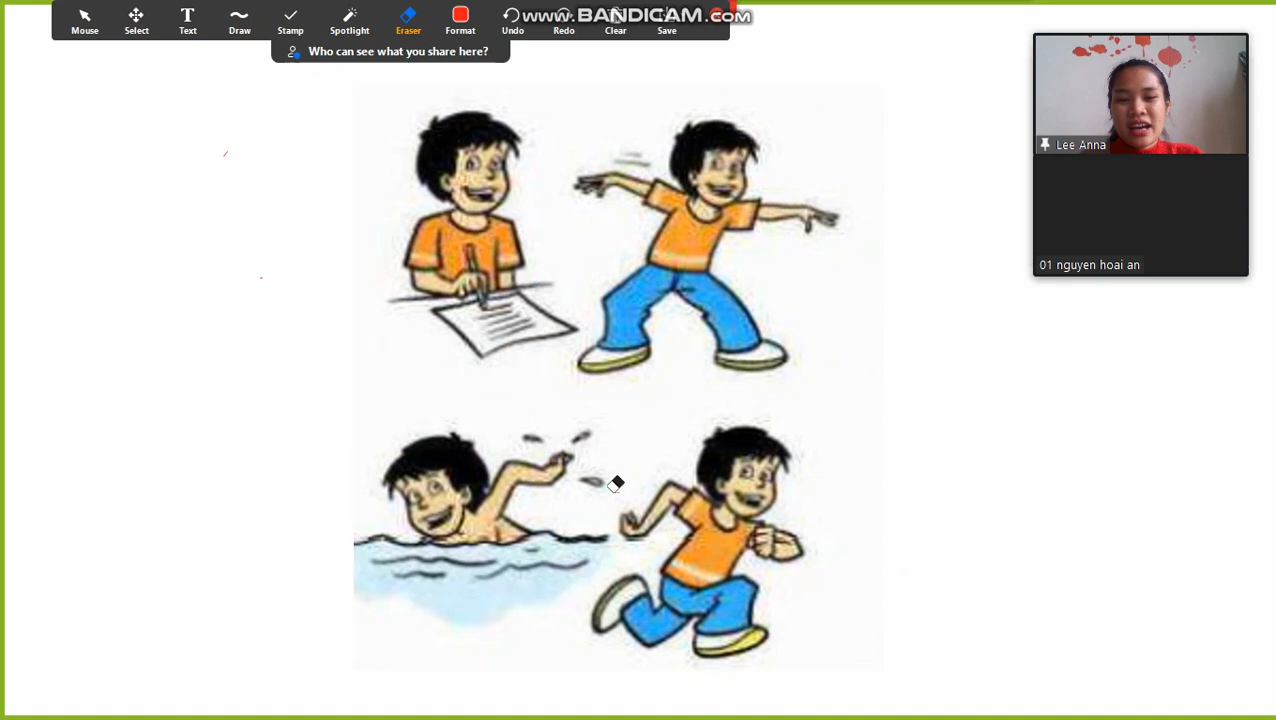 www.BANDICAM.com
Mouse Select Text Draw Stamp Spotlight Eraser Format Undo Redo Clear Save
Who can see what you share here?
Lee Anna
01 nguyen hoai an